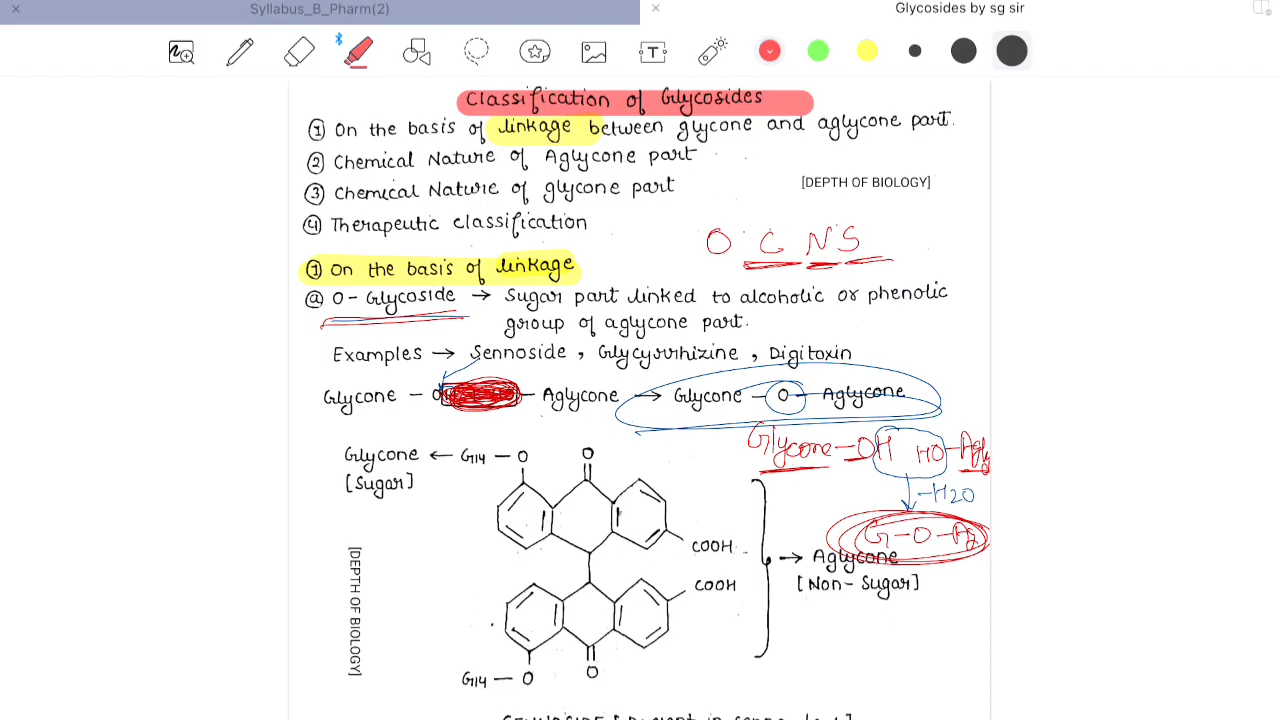 Syllabus_B_Pharm(2)
Glycosides by sg sir
Classification of Glycosides
① On the basis of linkage between glycone and aglycone part.
② Chemical Nature of Aglycone part
③ Chemical Nature of glycone part
[DEPTH OF BIOLOGY]
④ Therapeutic classification
O C N S
① On the basis of linkage
ⓐ O-Glycoside → Sugar part linked to alcoholic or phenolic
group of aglycone part.
Examples → Sennoside, Glycyrrhizine, Digitoxin
Glycone — Aglycone → Glycone — O — Aglycone
Glycone—OH HO—Agly
-H2O
G—O—Ag
Glycone ← G14 — O
O
[Sugar]
COOH
→ Aglycone
COOH
[Non-Sugar]
[DEPTH OF BIOLOGY]
G14 — O
O